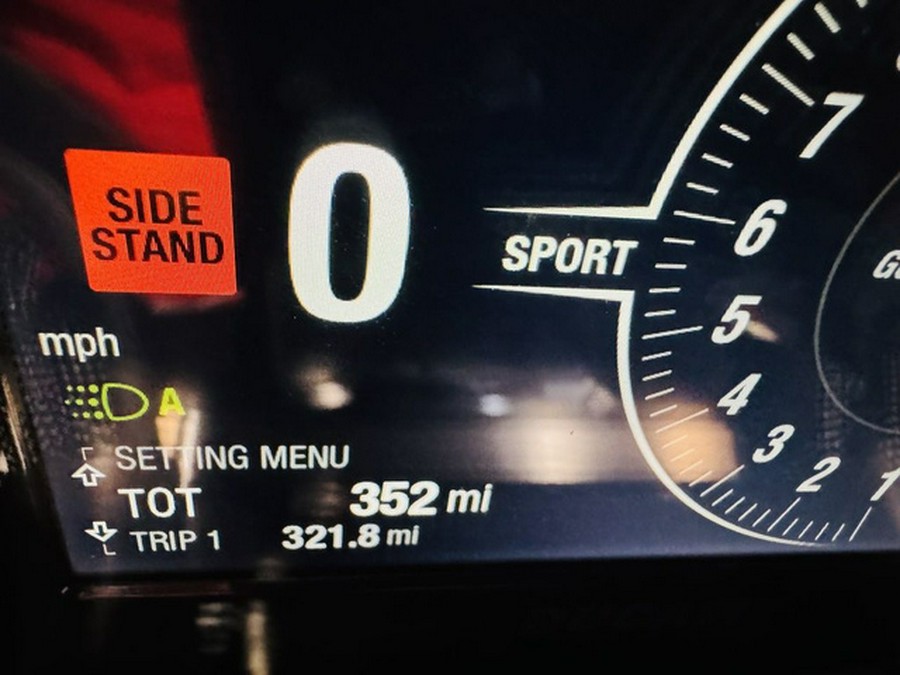 SIDE
STAND
0
mph
A
SPORT
7
6
5
4
3
2
1
SETTING MENU
TOT 352 mi
TRIP 1 321.8 mi